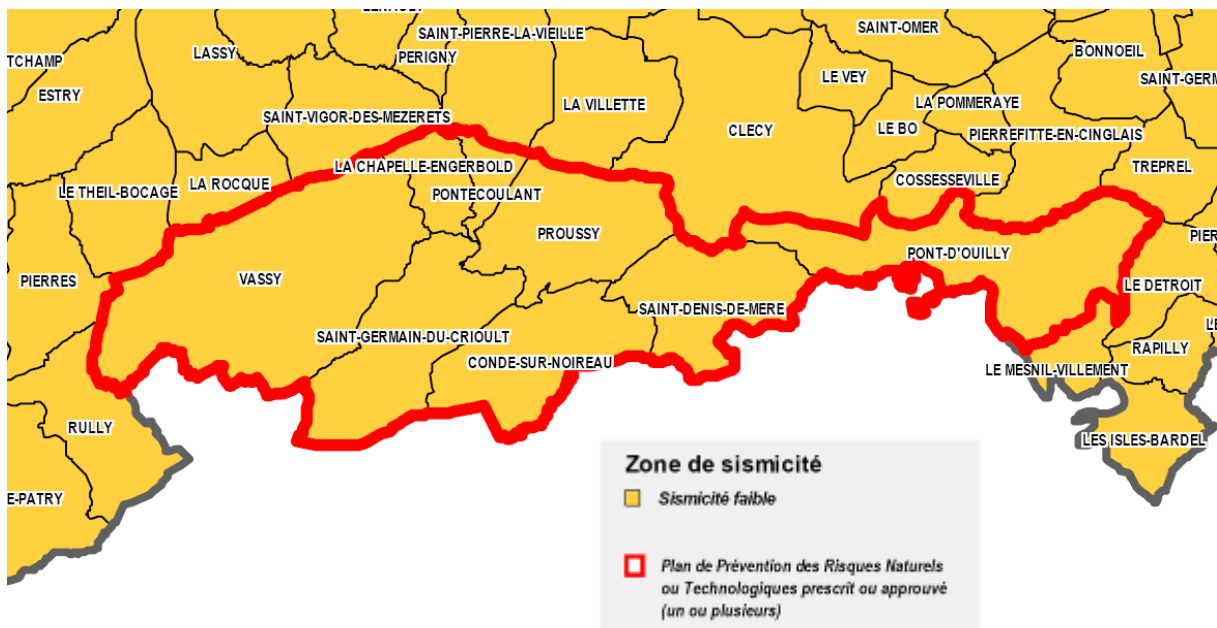 LENAULT
SAINT-PIERRE-LA-VIEILLE
SAINT-OMER
TCHAMP
LASSY
PERIGNY
BONNOEIL
LE VEY
SAINT-GERM
ESTRY
LA VILLETTE
LA POMMERAYE
SAINT-VIGOR-DES-MEZERETS
CLECY
LE BO
PIERREFITTE-EN-CINGLAIS
LA CHAPELLE-ENGERBOLD
TREPREL
LE THEIL-BOCAGE
LA ROCQUE
PONTECOULANT
COSSESSEVILLE
PROUSSY
PIER
PONT-D'OUILLY
PIERRES
VASSY
LE DETROIT
SAINT-DENIS-DE-MERE
LE
SAINT-GERMAIN-DU-CRIOULT
RAPILLY
CONDE-SUR-NOIREAU
LE MESNIL-VILLEMENT
RULLY
LES ISLES-BARDEL
E-PATRY
Zone de sismicité
Sismicité faible
Plan de Prévention des Risques Naturels
ou Technologiques prescrit ou approuvé
(un ou plusieurs)